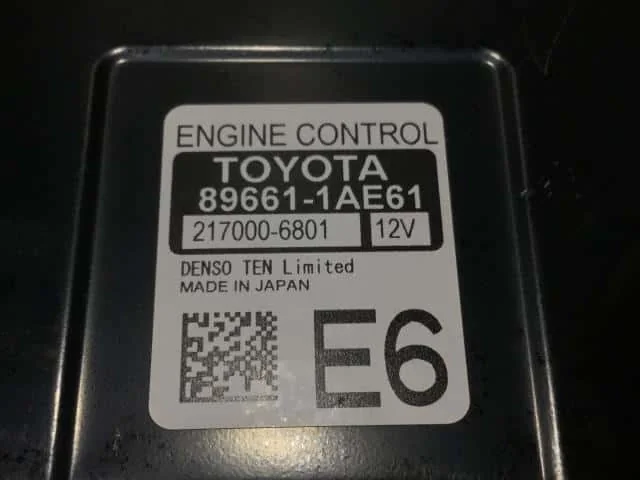 ENGINE CONTROL
TOYOTA
89661-1AE61
217000-6801 12V
DENSO TEN Limited
MADE IN JAPAN
E6